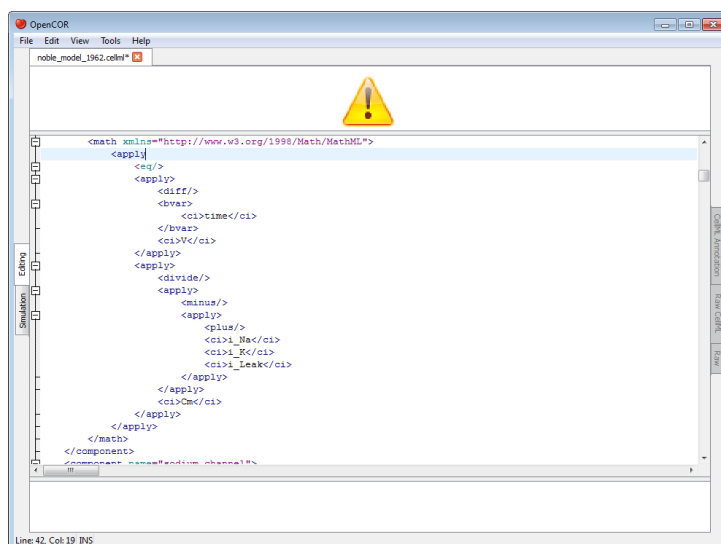 OpenCOR
File Edit View Tools Help
noble_model_1962.cellml*
<math xmlns="http://www.w3.org/1998/Math/MathML">
<apply
<eq/>
<apply>
<diff/>
<bvar>
<ci>time</ci>
</bvar>
<ci>V</ci>
</apply>
<apply>
<divide/>
<apply>
<minus/>
<apply>
<plus/>
<ci>i_Na</ci>
<ci>i_K</ci>
<ci>i_Leak</ci>
</apply>
</apply>
<ci>Cm</ci>
</apply>
</apply>
</math>
</component>
<component name="sodium_channel">
Editing
Simulation
CellML Annotation
Raw CellML
Raw
Line: 42, Col: 19 INS